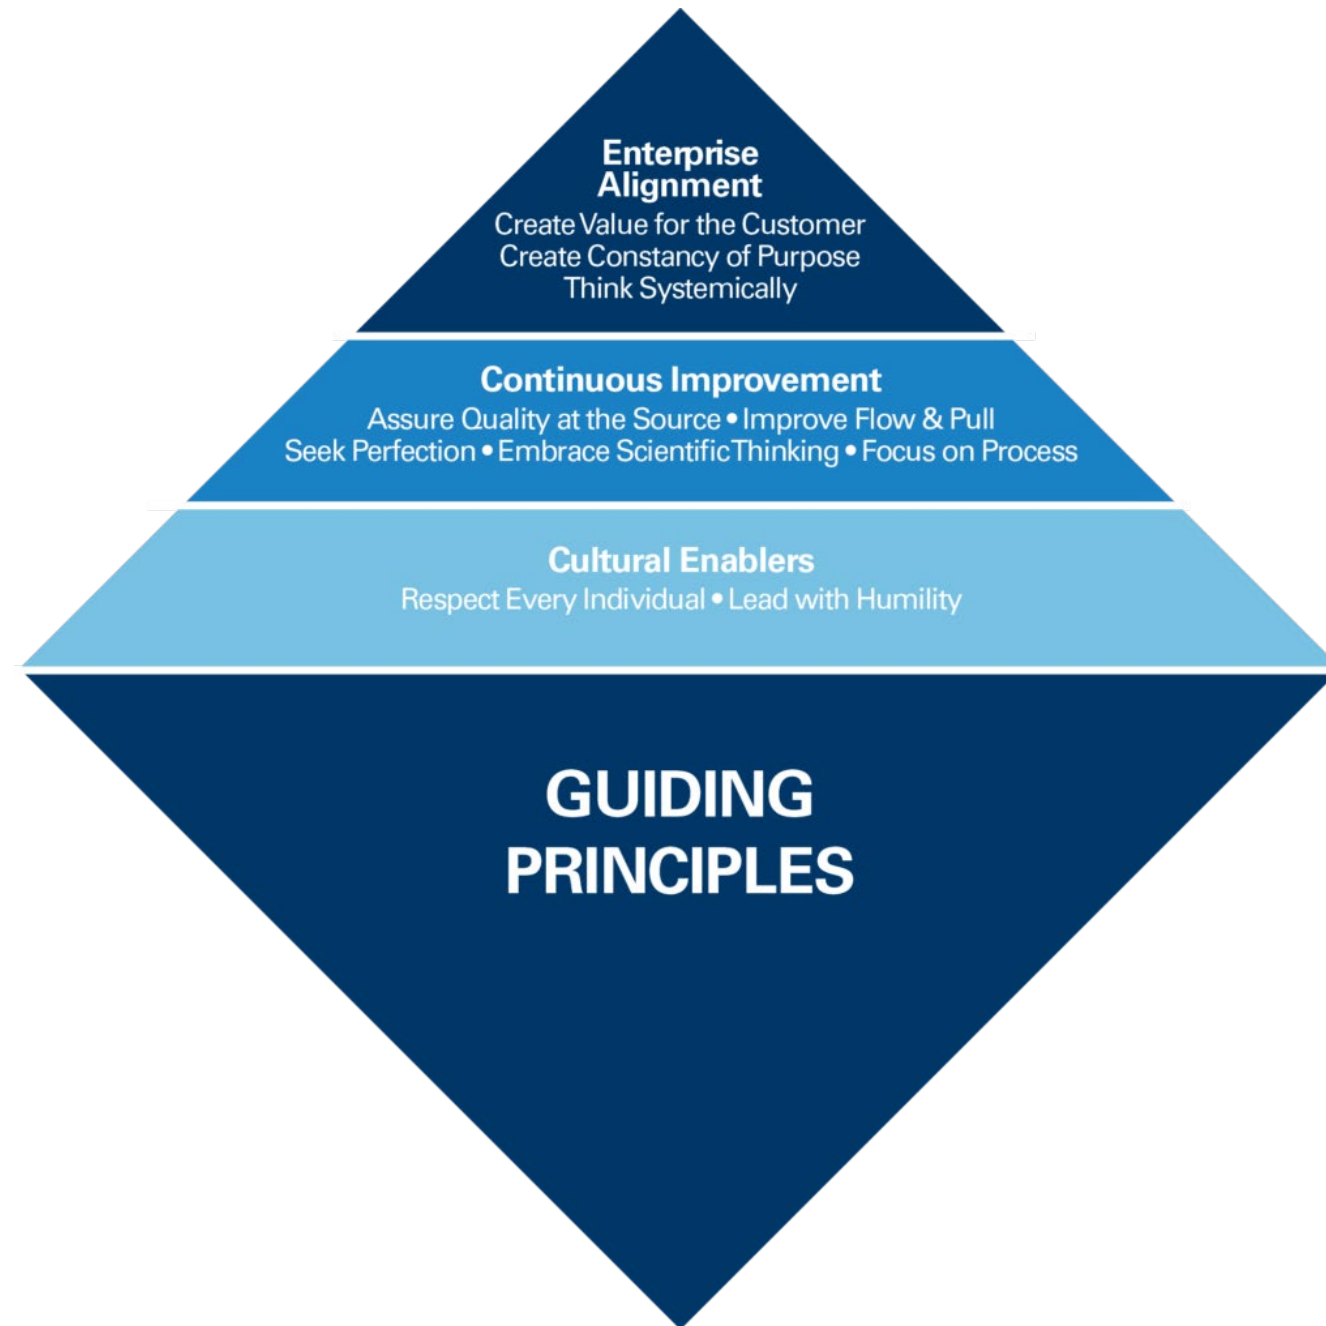 Enterprise
Alignment
Create Value for the Customer
Create Constancy of Purpose
Think Systemically
Continuous Improvement
Assure Quality at the Source • Improve Flow & Pull
Seek Perfection • Embrace Scientific Thinking • Focus on Process
Cultural Enablers
Respect Every Individual • Lead with Humility
GUIDING
PRINCIPLES